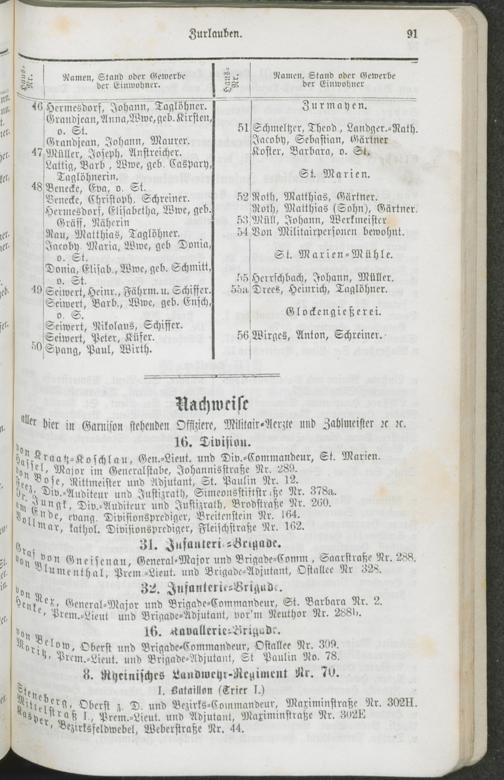 Zurlauben. 91
Haus-Nr.
Namen, Stand oder Gewerbe
der Einwohner.
46 Hermesdorf, Johann, Taglöhner.
Grandjean, Anna, Wwe, geb. Kirsten,
o. St.
Grandjean, Johann, Maurer.
47 Müller, Joseph, Anstreicher.
Lattig, Barb, Wwe, geb. Caspary,
Taglöhnerin.
48 Benecke, Eva, o. St.
Benecke, Christoph, Schreiner.
Hermesdorf, Elisabetha, Wwe, geb.
Gräff, Näherin
Rau, Matthias, Taglöhner.
Jacoby Maria, Wwe, geb Donia,
o. St.
Donia, Elisab., Wwe, geb. Schmitt,
o. St.
49 Seiwert, Heinr., Fährm. u. Schiffer.
Seiwert, Barb., Wwe, geb. Ensch,
o. S.
Seiwert, Nikolaus, Schiffer.
Seiwert, Peter, Küfer.
50 Spang, Paul, Wirth.
Haus-Nr.
Namen, Stand oder Gewerbe
der Einwohner
Zurmayen.
51 Schmeltzer, Theod, Landger.-Rath.
Jacoby, Sebastian, Gärtner
Koster, Barbara, o. St.
St. Marien.
52 Roth, Matthias, Gärtner.
Roth, Matthias (Sohn), Gärtner.
53 Müll, Johann, Werkmeister
54 Von Militairpersonen bewohnt.
St. Marien-Mühle.
55 Herrschbach, Johann, Müller.
55a Drees, Heinrich, Taglöhner.
Glockengießerei.
56 Wirges, Anton, Schreiner.
Nachweise
aller hier in Garnison stehenden Offiziere, Militair-Aerzte und Zahlmeister ꝛc ꝛc.
16. Division.
von Kraatz-Koschlau, Gen.-Lieut. und Div.-Commandeur, St. Marien.
Hassel, Major im Generalstabe, Johannisstraße Nr. 289.
von Bose, Rittmeister und Adjutant, St. Paulin Nr. 12.
Div.-Auditeur und Justizrath, Simeonsstiftstraße Nr. 378a.
Dr. Jungk, Div.-Auditeur und Justizrath, Brodstraße Nr. 260.
am Ende, evang. Divisionsprediger, Breitenstein Nr. 164.
Vollmar, kathol. Divisionsprediger, Fleischstraße Nr. 162.
31. Infanterie-Brigade.
Graf von Gneisenau, General-Major und Brigade-Comm, Saarstraße Nr. 288.
von Blumenthal, Prem-Lieut. und Brigade-Adjutant, Ostallee Nr 328.
32. Infanterie-Brigade.
von Rex, General-Major und Brigade-Commandeur, St. Barbara Nr. 2.
Henke, Prem.-Lieut und Brigade-Adjutant, vor'm Neuthor Nr. 288b.
16. Kavallerie-Brigade.
von Below, Oberst und Brigade-Commandeur, Ostallee Nr. 309.
Moritz, Prem.-Lieut. und Brigade-Adjutant, St Paulin No. 78.
8. Rheinisches Landwehr-Regiment Nr. 70.
I. Bataillon (Trier I.)
Steneberg, Oberst z. D. und Bezirks-Commandeur, Maximinstraße Nr. 302H.
Mittelstraß I., Prem.-Lieut. und Adjutant, Maximinstraße Nr. 302E
Kasper, Bezirksfeldwebel, Weberstraße Nr. 44.